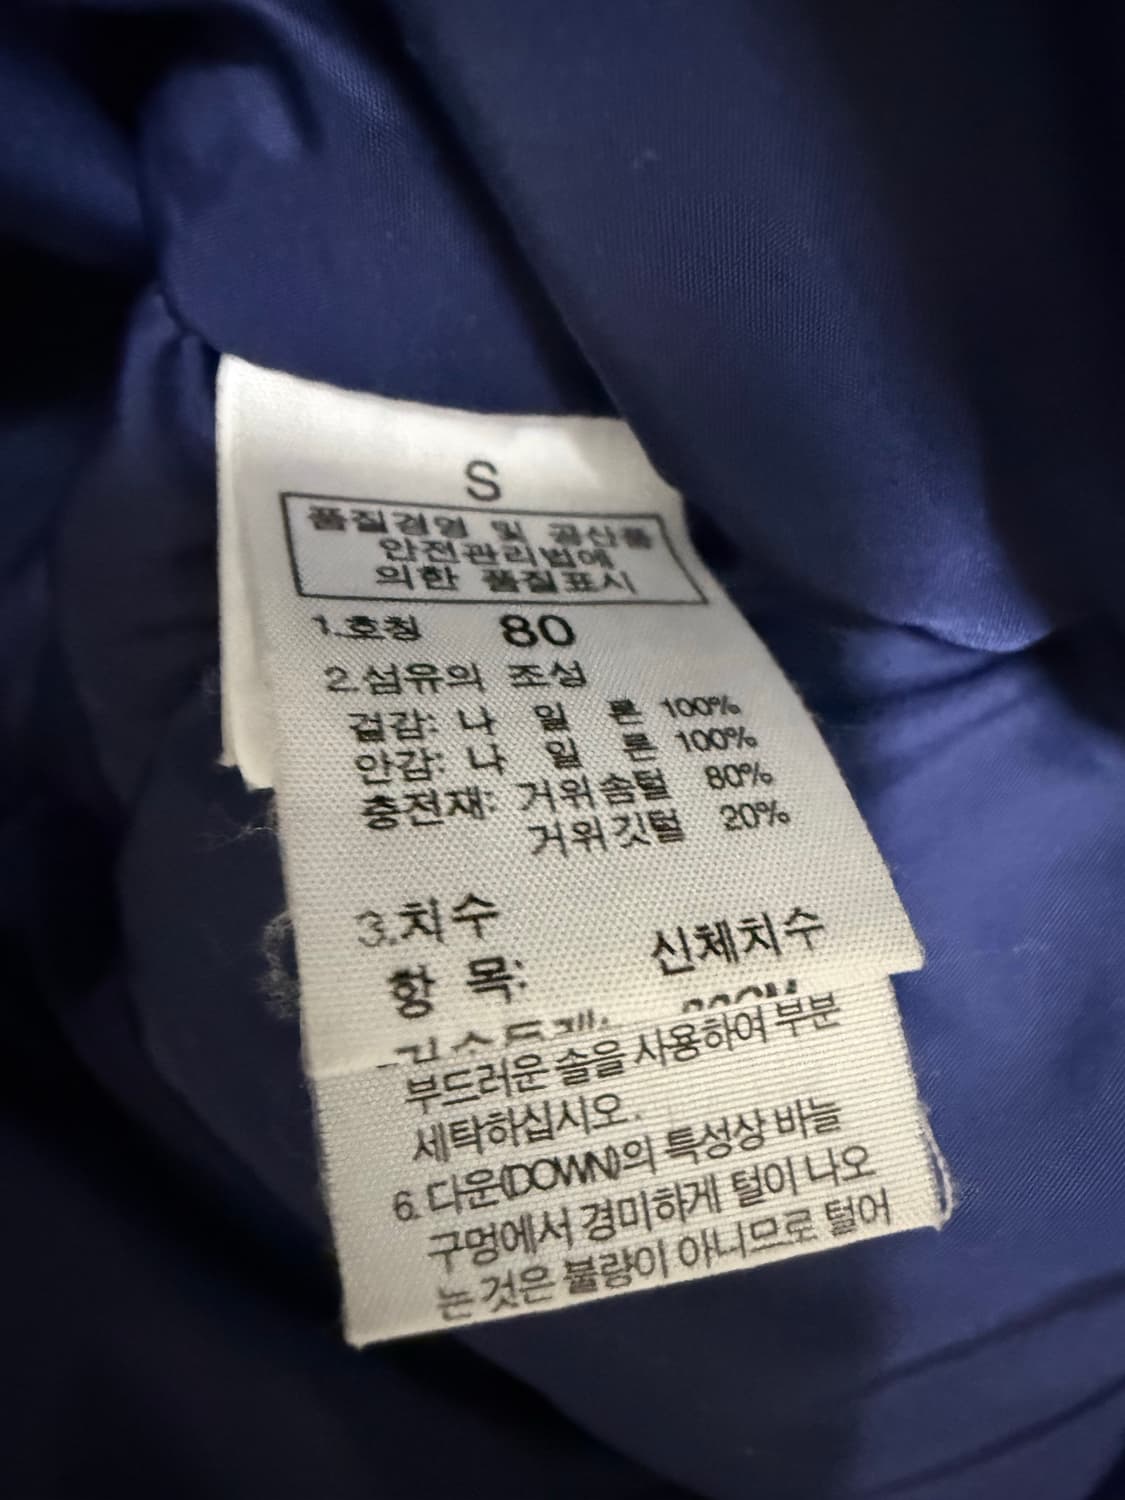 S
품질경영 및 공산품
안전관리법에
의한 품질표시
1.호칭 80
2.섬유의 조성
겉감: 나 일 론 100%
안감: 나 일 론 100%
충전재: 거위솜털 80%
거위깃털 20%
3.치수
항 목: 신체치수
부드러운 솔을 사용하여 부분
세탁하십시오.
6. 다운(DOWN)의 특성상 바늘
구멍에서 경미하게 털이 나오
는 것은 불량이 아니므로 털어